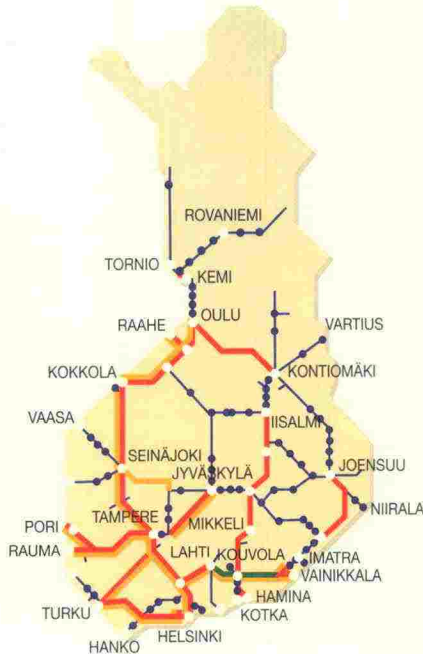 ROVANIEMI
TORNIO
KEMI
OULU
RAAHE
VARTIUS
KOKKOLA
KONTIOMÄKI
VAASA
IISALMI
SEINÄJOKI
JYVÄSKYLÄ
JOENSUU
NIIRALA
PORI
TAMPERE
MIKKELI
RAUMA
LAHTI
KOUVOLA
IMATRA
VAINIKKALA
HAMINA
TURKU
KOTKA
HELSINKI
HANKO